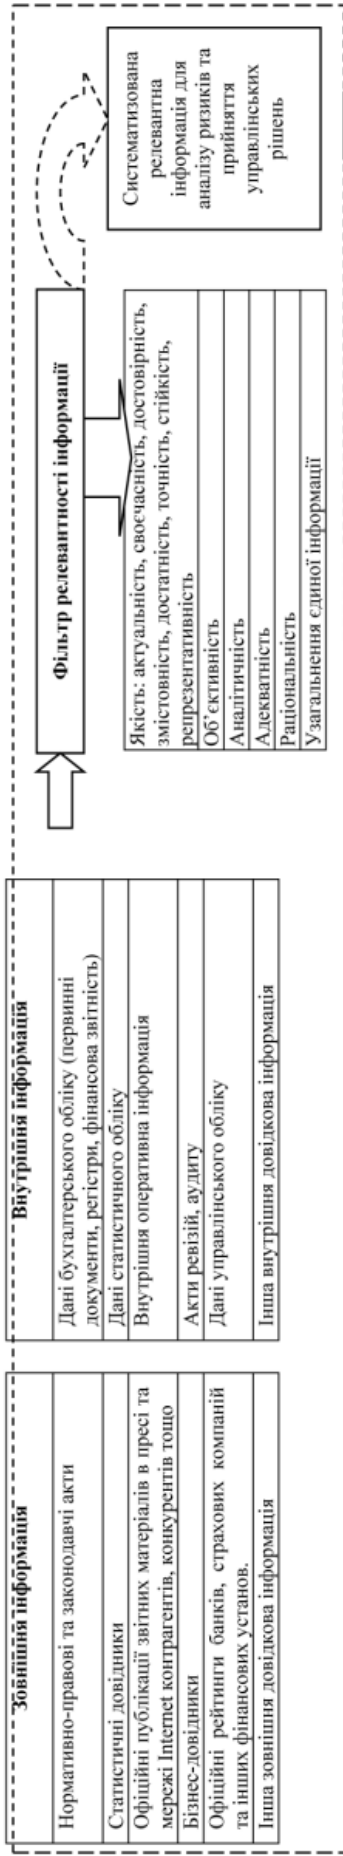 Зовнішня інформація
Нормативно-правові та законодавчі акти
Статистичні довідники
Офіційні публікації звітних матеріалів в пресі та
мережі Internet контрагентів, конкурентів тощо
Бізнес-довідники
Офіційні рейтинги банків, страхових компаній
та інших фінансових установ.
Інша зовнішня довідкова інформація
Внутрішня інформація
Дані бухгалтерського обліку (первинні
документи, регістри, фінансова звітність)
Дані статистичного обліку
Внутрішня оперативна інформація
Акти ревізій, аудиту
Дані управлінського обліку
Інша внутрішня довідкова інформація
Фільтр релевантності інформації
Якість: актуальність, своєчасність, достовірність,
змістовність, достатність, точність, стійкість,
репрезентативність
Об’єктивність
Аналітичність
Адекватність
Раціональність
Узагальнення єдиної інформації
Систематизована
релевантна
інформація для
аналізу ризиків та
прийняття
управлінських
рішень